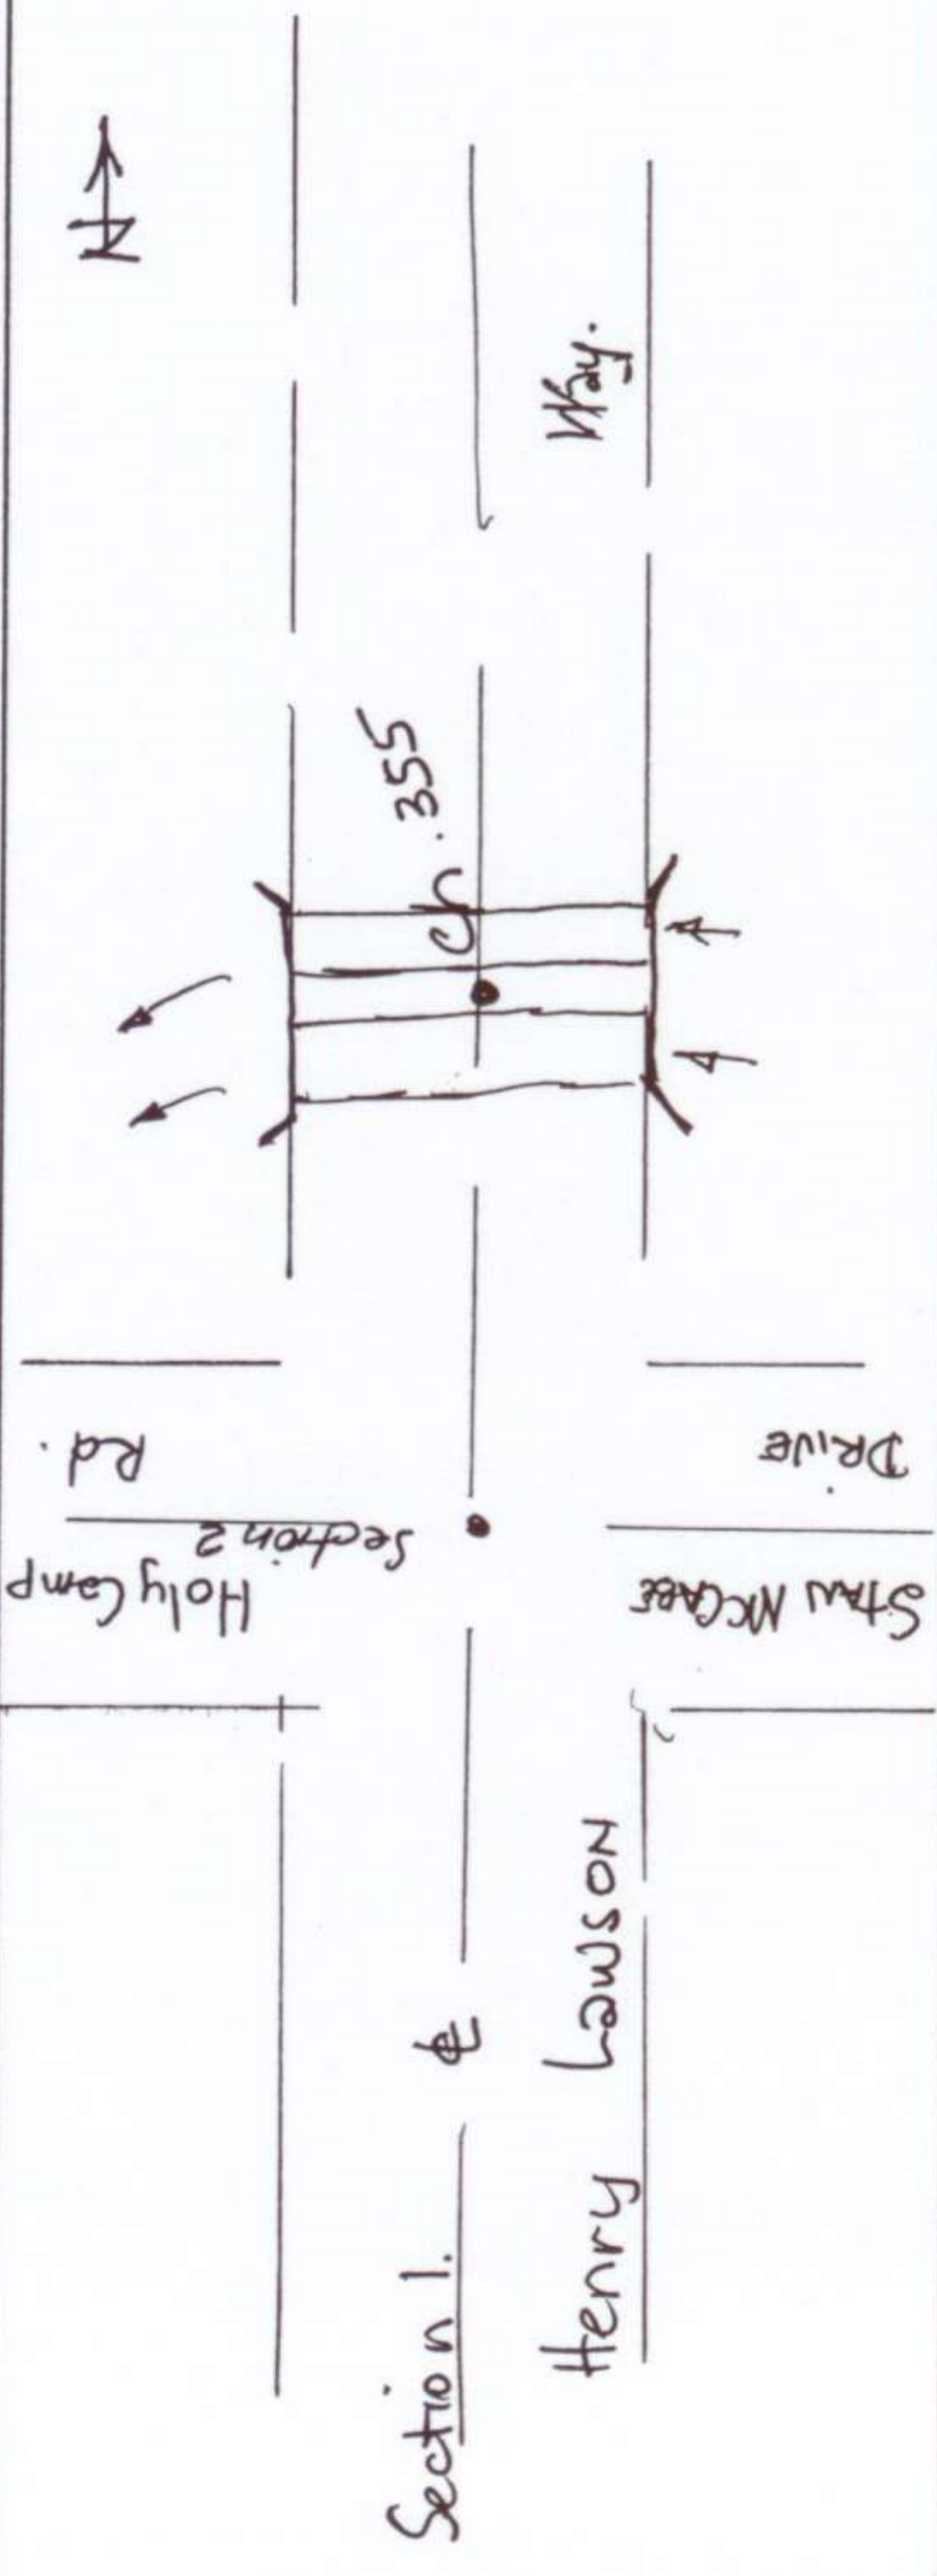 N
Ch .355
Way.
Holy Camp Rd.
Section 2
Stan McCabe Drive
Section 1.
℄
Henry Lawson